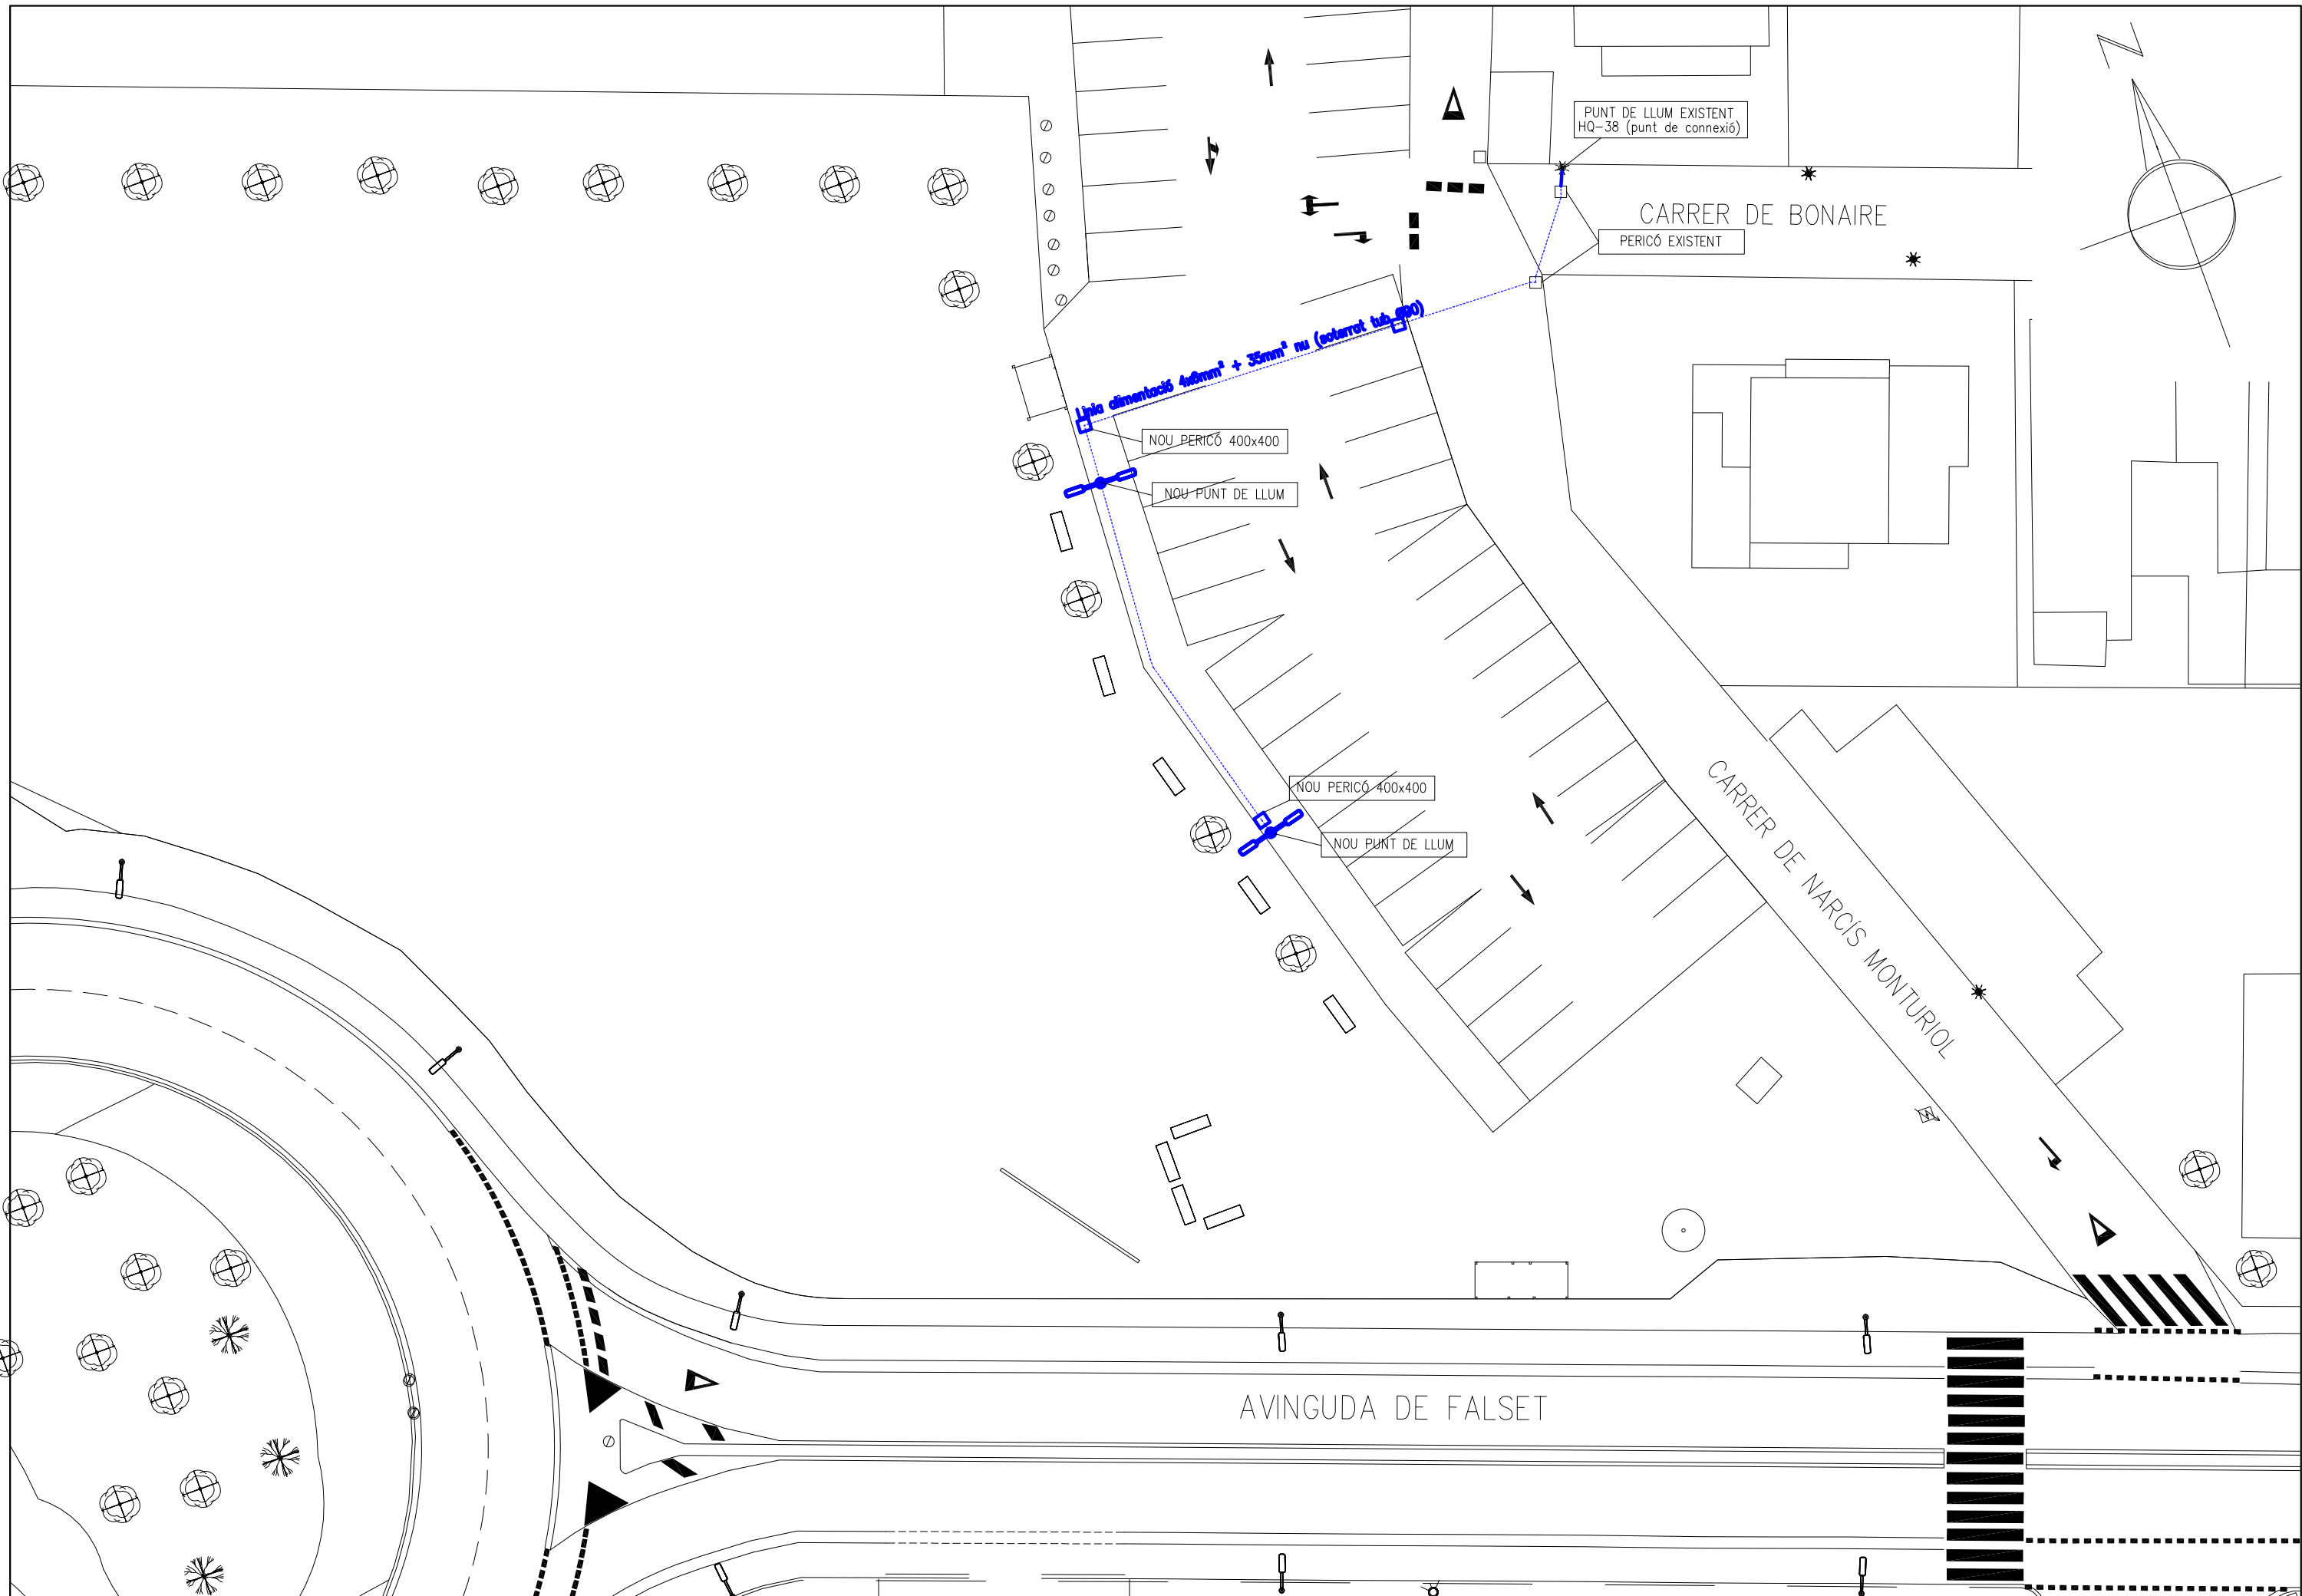 N
PUNT DE LLUM EXISTENT
HQ-38 (punt de connexió)
CARRER DE BONAIRE
PERICÓ EXISTENT
Línia alimentació 4x6mm² + 35mm² nu (soterrat tub Ø90)
NOU PERICÓ 400x400
NOU PUNT DE LLUM
NOU PERICÓ 400x400
NOU PUNT DE LLUM
CARRER DE NARCÍS MONTURIOL
AVINGUDA DE FALSET